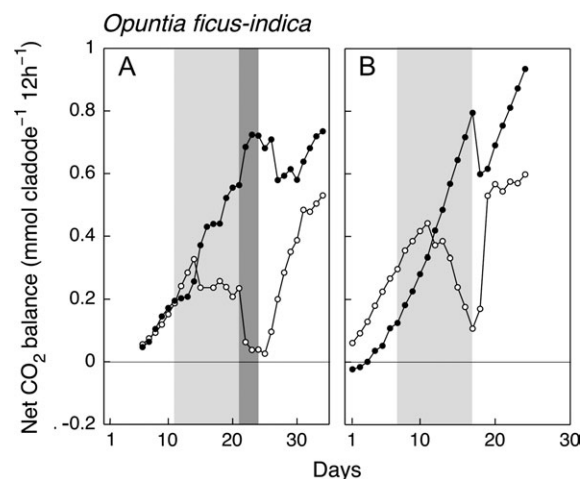 Opuntia ficus-indica
Net CO₂ balance (mmol cladode⁻¹ 12h⁻¹)
A
B
1
0.8
0.6
0.4
0.2
0
. -0.2
1 10 20 30
1 10 20 30
Days